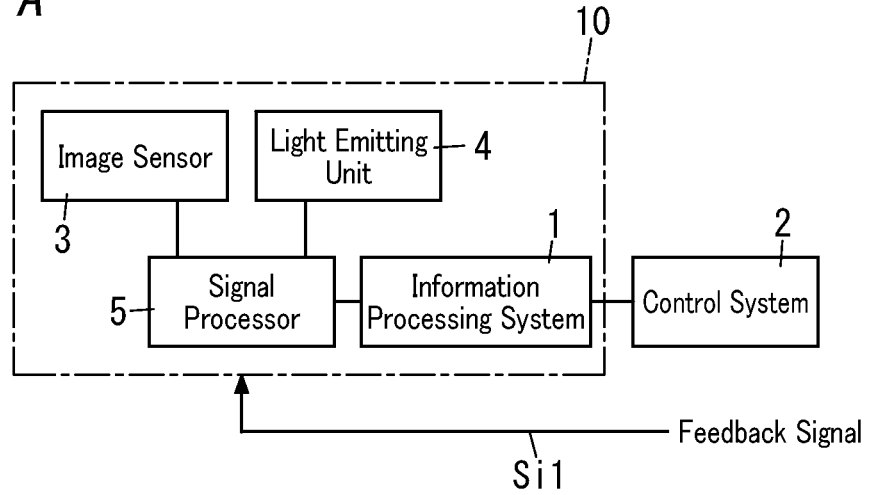 A
10
Image Sensor
Light Emitting
Unit
4
3
1
2
5
Signal
Processor
Information
Processing System
Control System
Feedback Signal
Si1